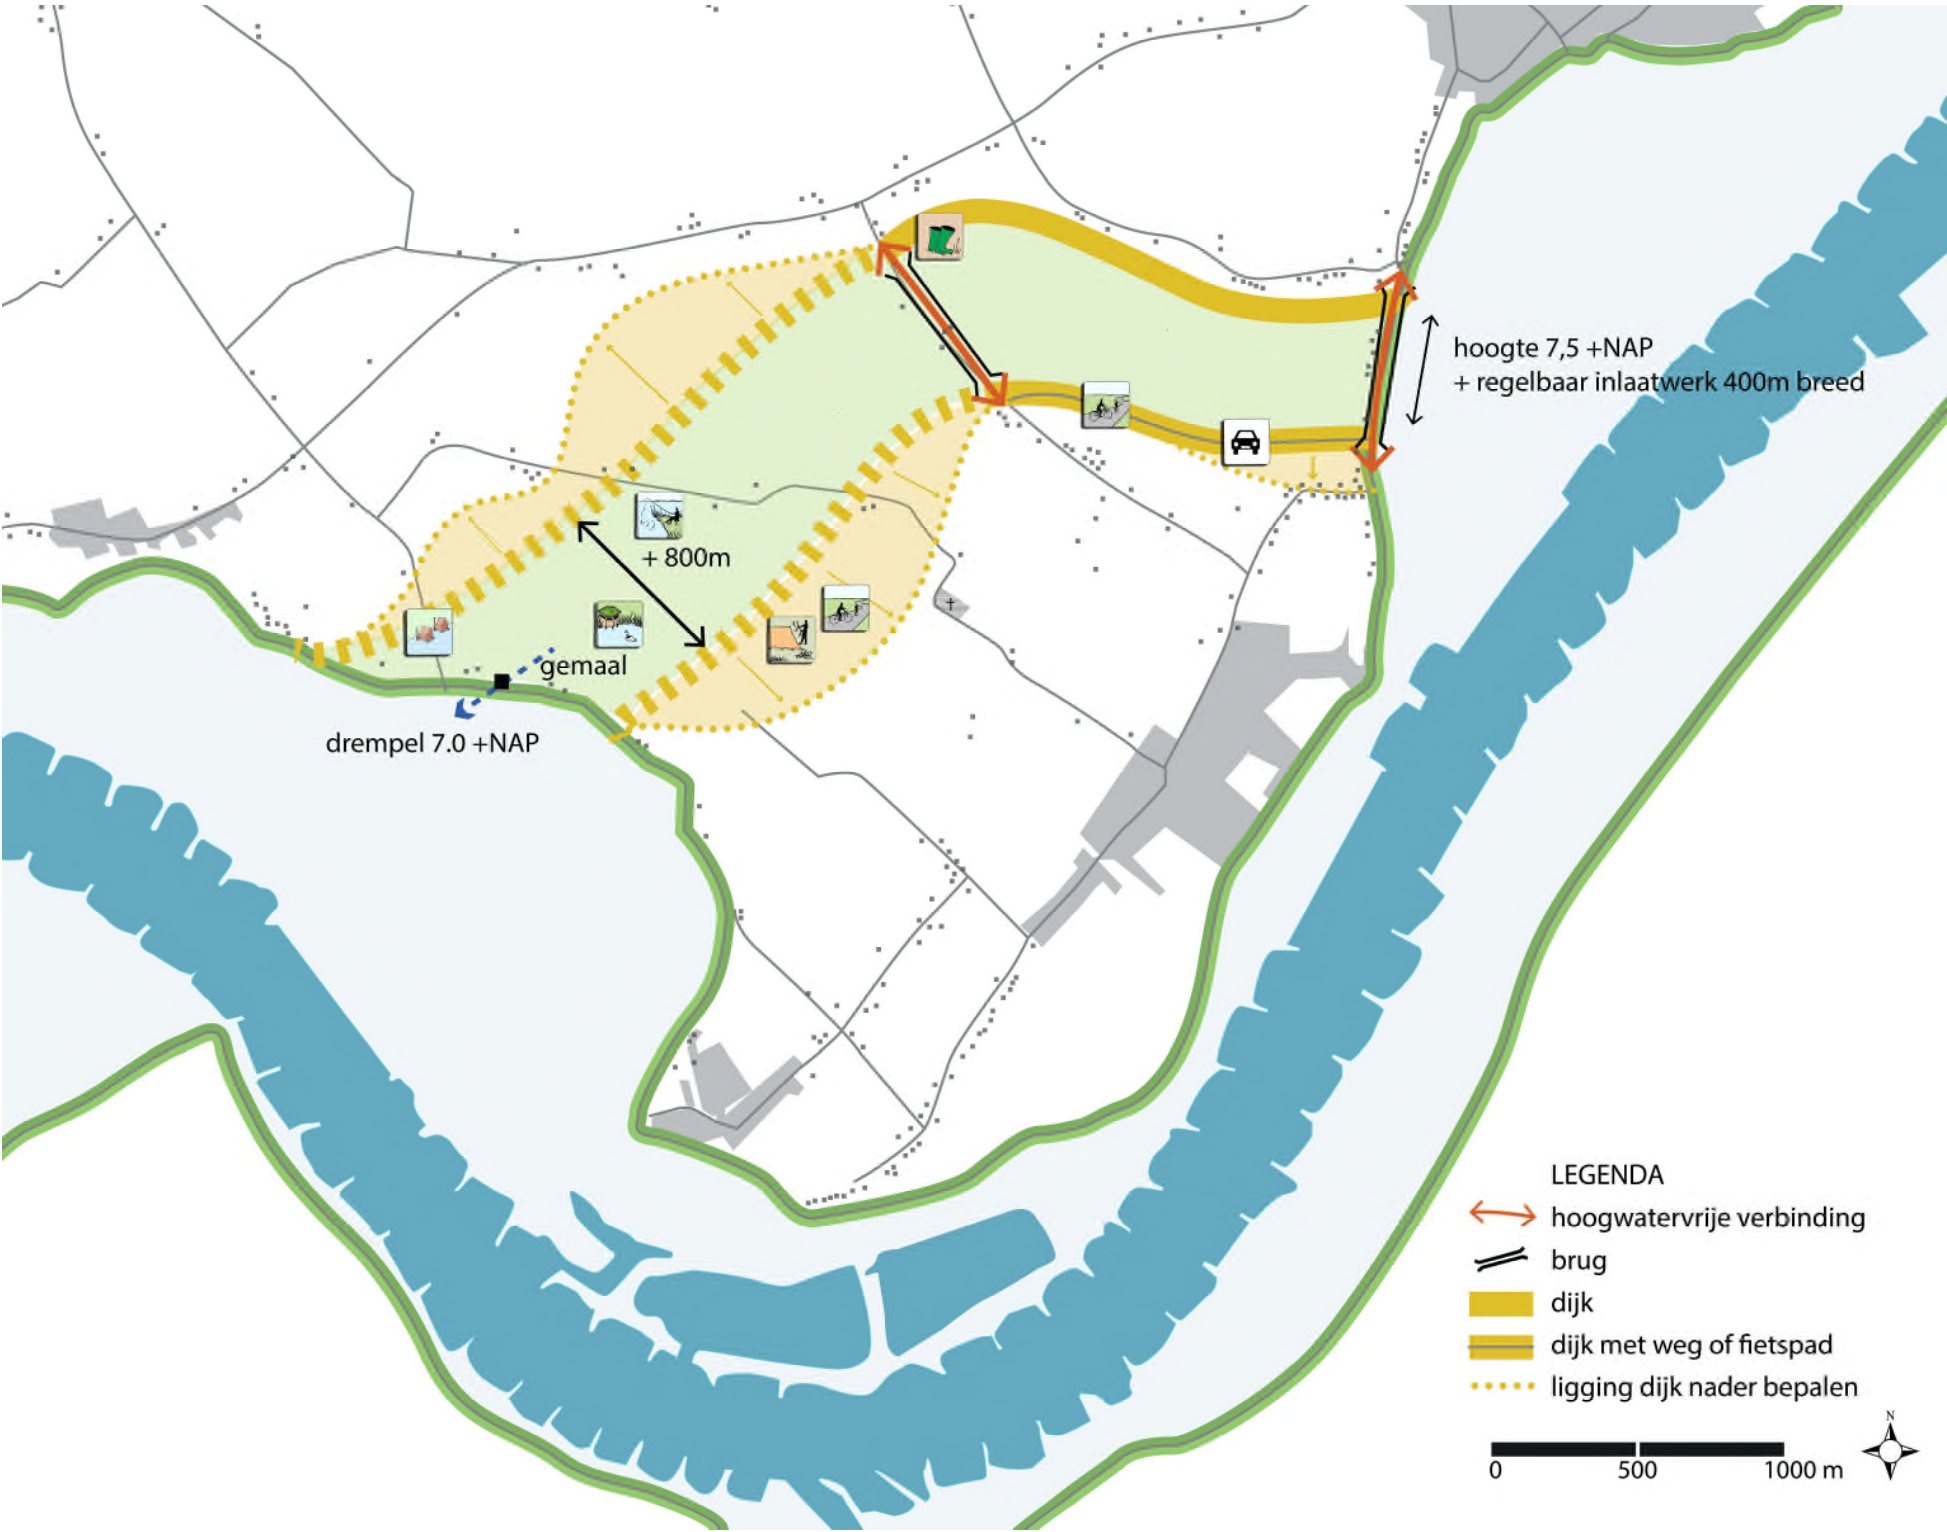 hoogte 7,5 +NAP
+ regelbaar inlaatwerk 400m breed
+ 800m
gemaal
drempel 7.0 +NAP
LEGENDA
hoogwatervrije verbinding
brug
dijk
dijk met weg of fietspad
ligging dijk nader bepalen
N
0 500 1000 m